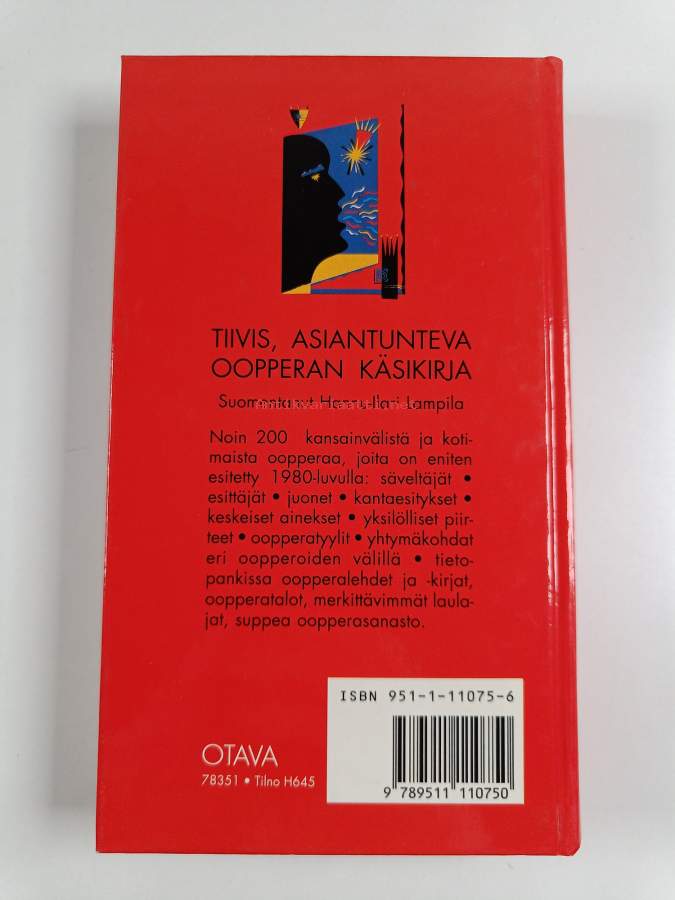 TIIVIS, ASIANTUNTEVA
OOPPERAN KÄSIKIRJA
Suomentanut Hannu-Ilari Lampila
Noin 200 kansainvälistä ja koti-
maista oopperaa, joita on eniten
esitetty 1980-luvulla: säveltäjät •
esittäjät • juonet • kantaesitykset •
keskeiset ainekset • yksilölliset piir-
teet • oopperatyylit • yhtymäkohdat
eri oopperoiden välillä • tieto-
pankissa oopperalehdet ja -kirjat,
oopperatalot, merkittävimmät laula-
jat, suppea oopperasanasto.
ISBN 951-1-11075-6
OTAVA
78351 • Tilno H645
9 789511 110750